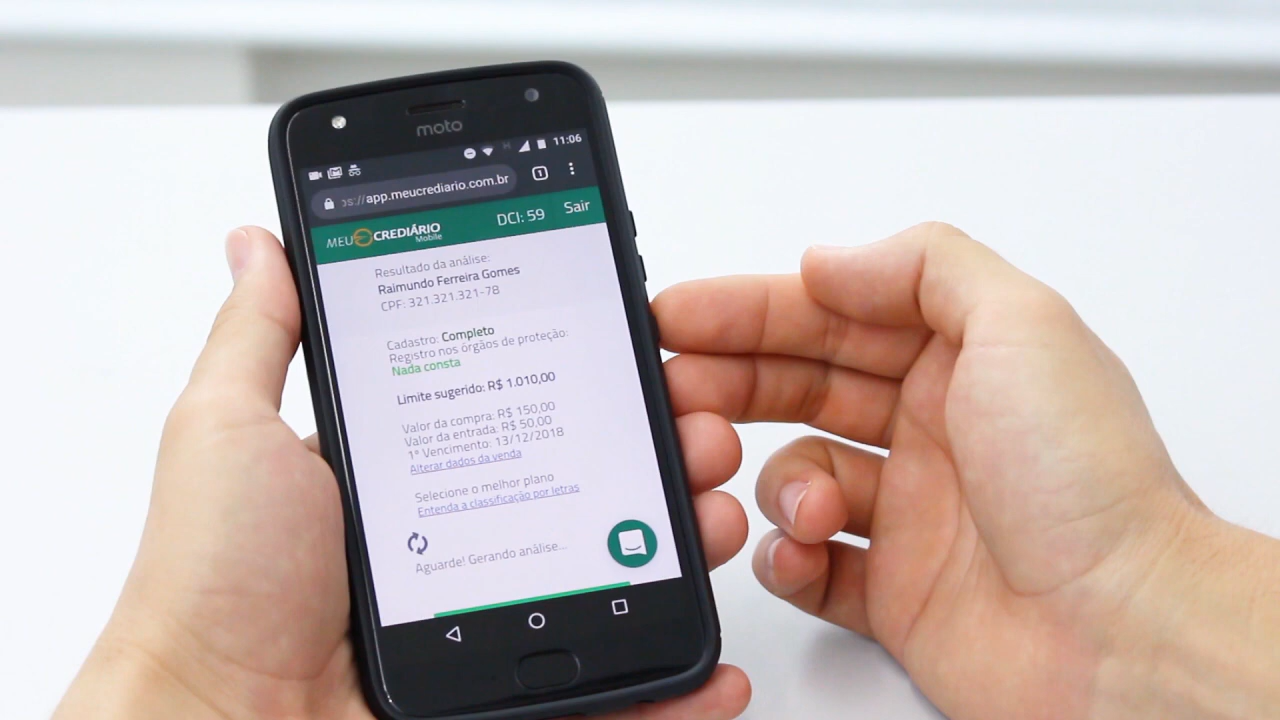 moto
11:06
ps://app.meucrediario.com.br
1
MEU CREDIÁRIO
Mobile
DCI: 59
Sair
Resultado da análise:
Raimundo Ferreira Gomes
CPF: 321.321.321-78
Cadastro: Completo
Registro nos órgãos de proteção:
Nada consta
Limite sugerido: R$ 1.010,00
Valor da compra: R$ 150,00
Valor da entrada: R$ 50,00
1º Vencimento: 13/12/2018
Alterar dados da venda
Selecione o melhor plano
Entenda a classificação por letras
Aguarde! Gerando análise...